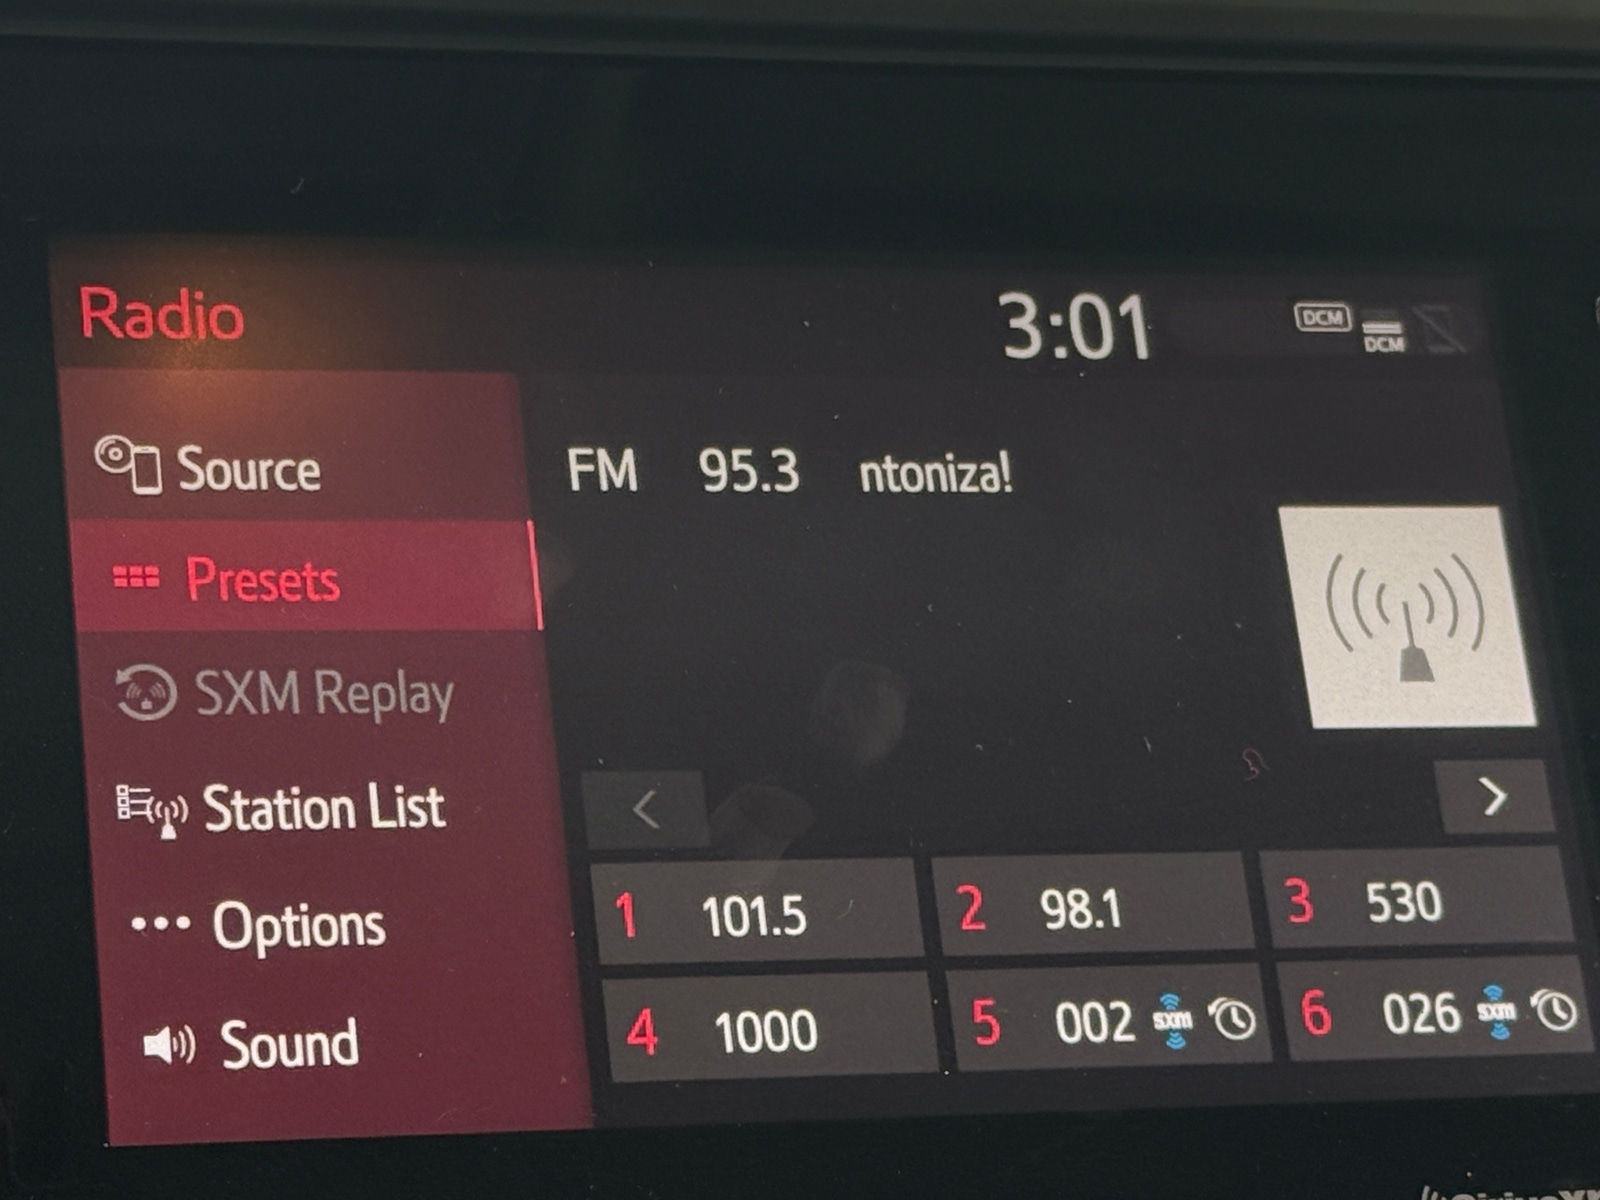 Radio
3:01
DCM
DCM
Source
FM 95.3 ntoniza!
Presets
SXM Replay
Station List
Options
Sound
1 101.5
2 98.1
3 530
4 1000
5 002 sxm
6 026 sxm